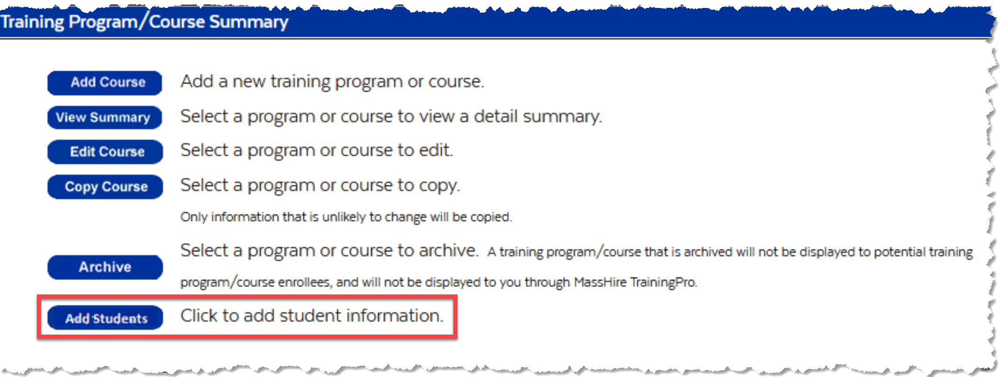 Training Program/Course Summary
Add Course Add a new training program or course.
View Summary Select a program or course to view a detail summary.
Edit Course Select a program or course to edit.
Copy Course Select a program or course to copy.
Only information that is unlikely to change will be copied.
Select a program or course to archive. A training program/course that is archived will not be displayed to potential training
Archive
program/course enrollees, and will not be displayed to you through MassHire TrainingPro.
Add Students Click to add student information.